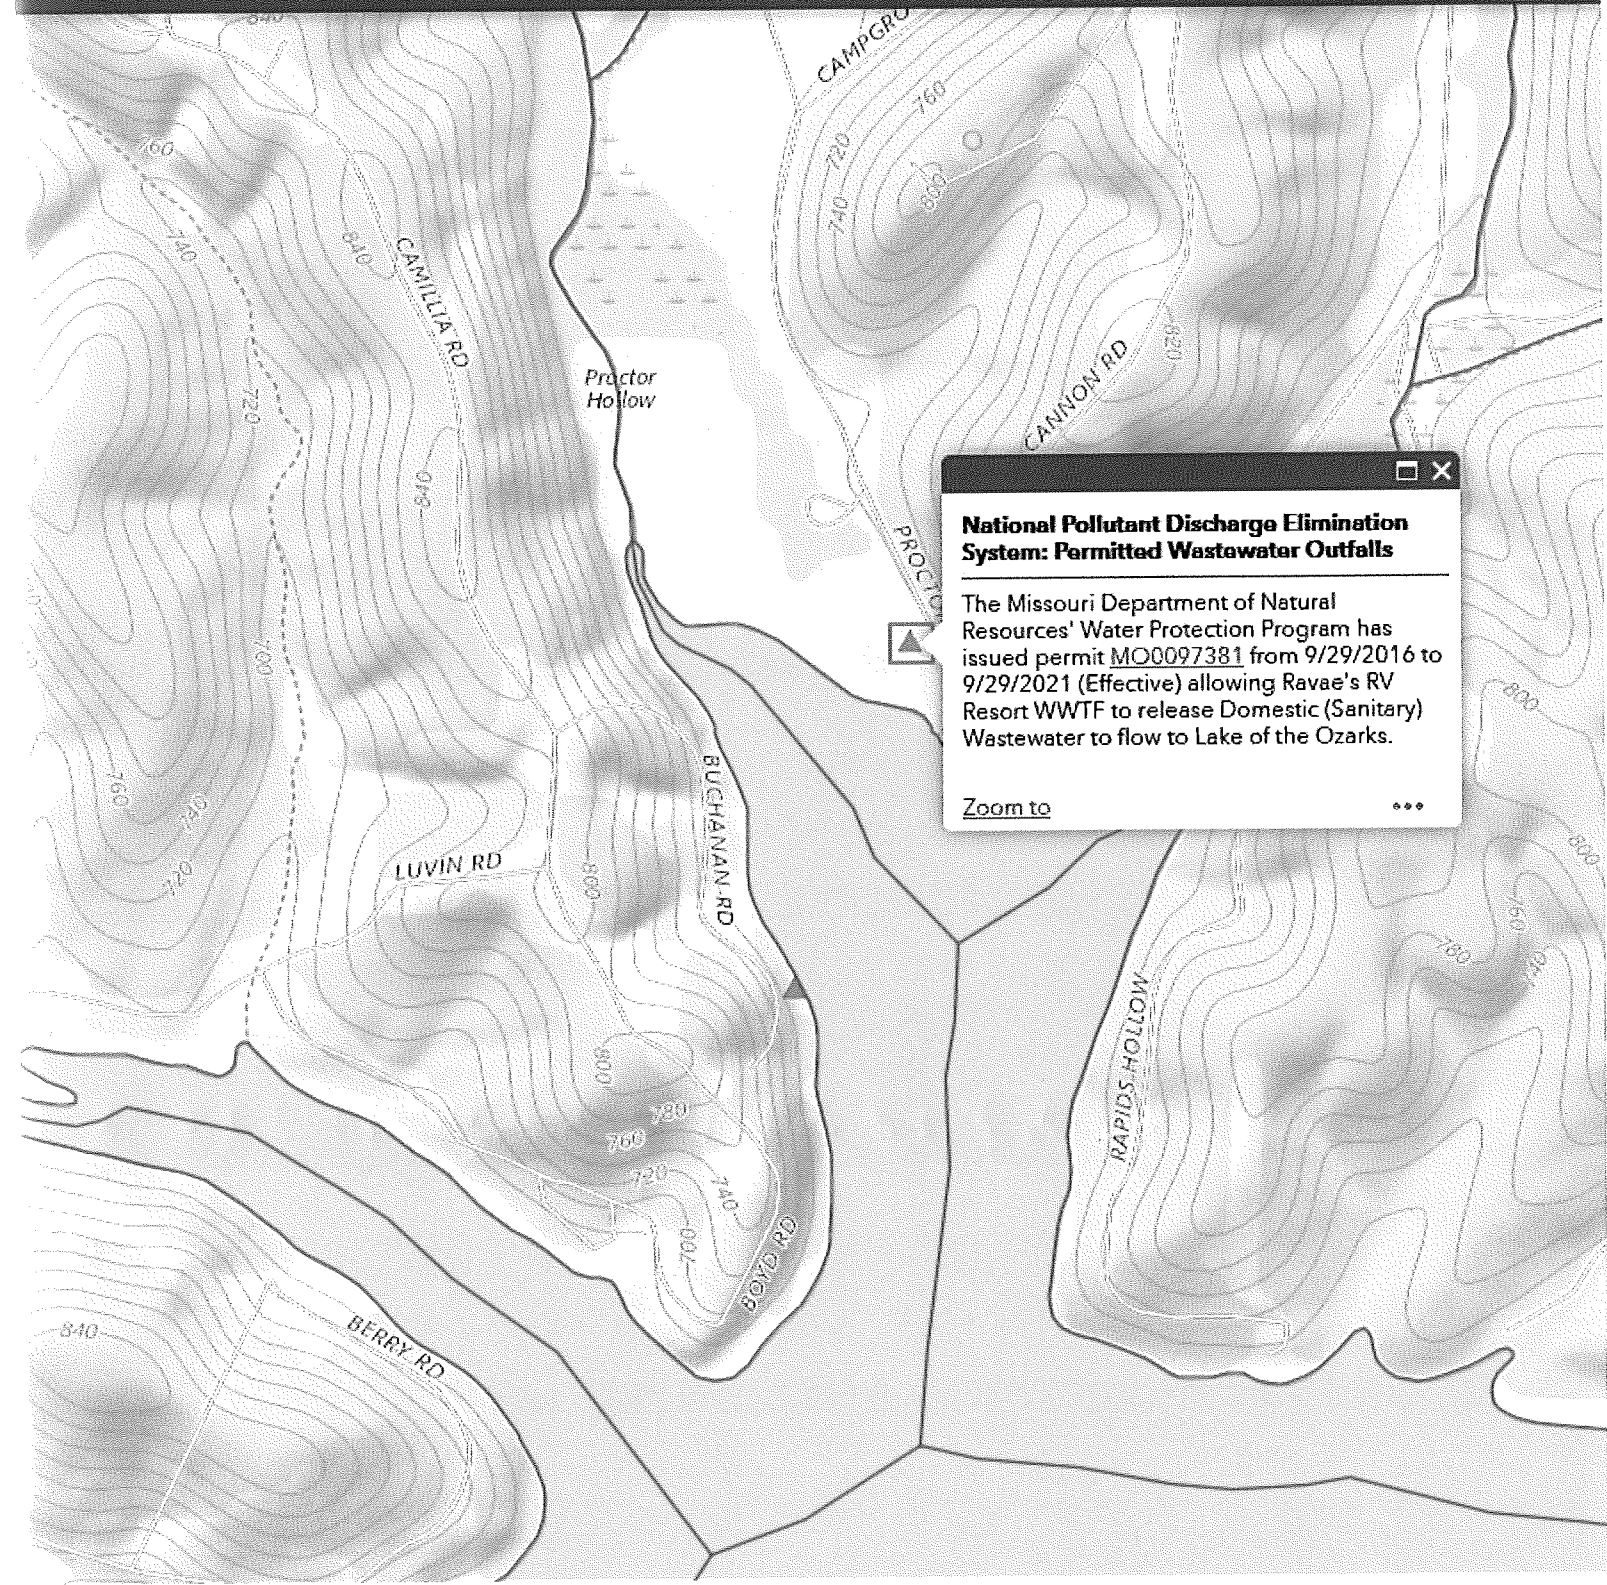 840
CAMPGRO
760
760
720
800
740
740
840
CAMILLIA RD
820
CANNON RD
Proctor
Hollow
720
840
PROCTO
National Pollutant Discharge Elimination
System: Permitted Wastewater Outfalls
The Missouri Department of Natural
Resources' Water Protection Program has
issued permit MO0097381 from 9/29/2016 to
9/29/2021 (Effective) allowing Ravae's RV
Resort WWTF to release Domestic (Sanitary)
Wastewater to flow to Lake of the Ozarks.
Zoom to
700
800
760
740
BUCHANAN RD
LUVIN RD
720
800
800
760
780
740
RAPIDS HOLLOW
800
780
760
720
740
700
BOYD RD
840
BERRY RD